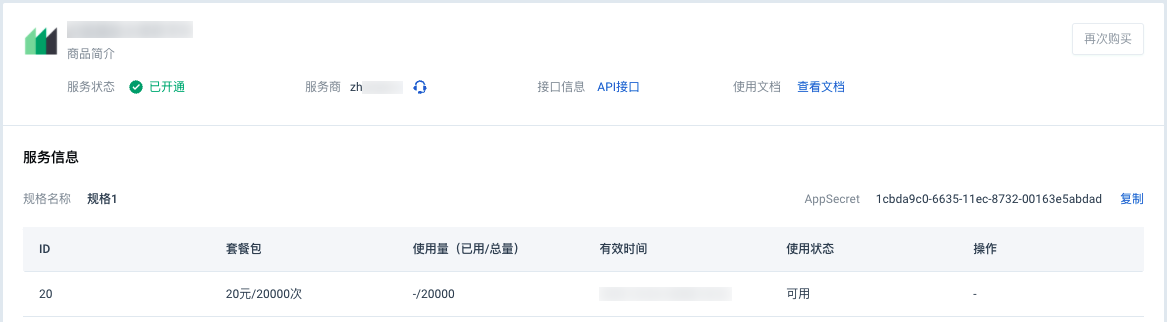 再次购买
商品简介
服务状态 已开通 服务商 zh 接口信息 API接口 使用文档 查看文档
服务信息
规格名称 规格1 AppSecret 1cbda9c0-6635-11ec-8732-00163e5abdad 复制
ID 套餐包 使用量（已用/总量） 有效时间 使用状态 操作
20 20元/20000次 -/20000 可用 -